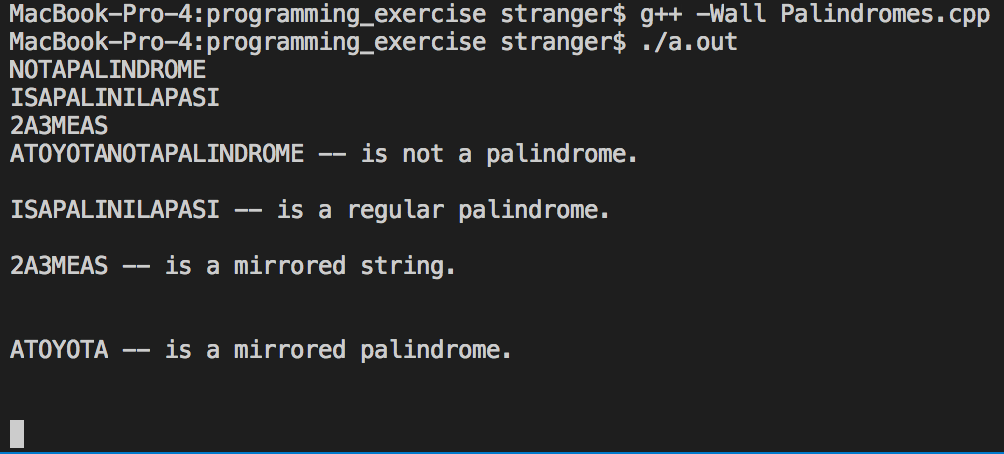 MacBook-Pro-4:programming_exercise stranger$ g++ -Wall Palindromes.cpp
MacBook-Pro-4:programming_exercise stranger$ ./a.out
NOTAPALINDROME
ISAPALINILAPASI
2A3MEAS
ATOYOTANOTAPALINDROME -- is not a palindrome.
ISAPALINILAPASI -- is a regular palindrome.
2A3MEAS -- is a mirrored string.
ATOYOTA -- is a mirrored palindrome.